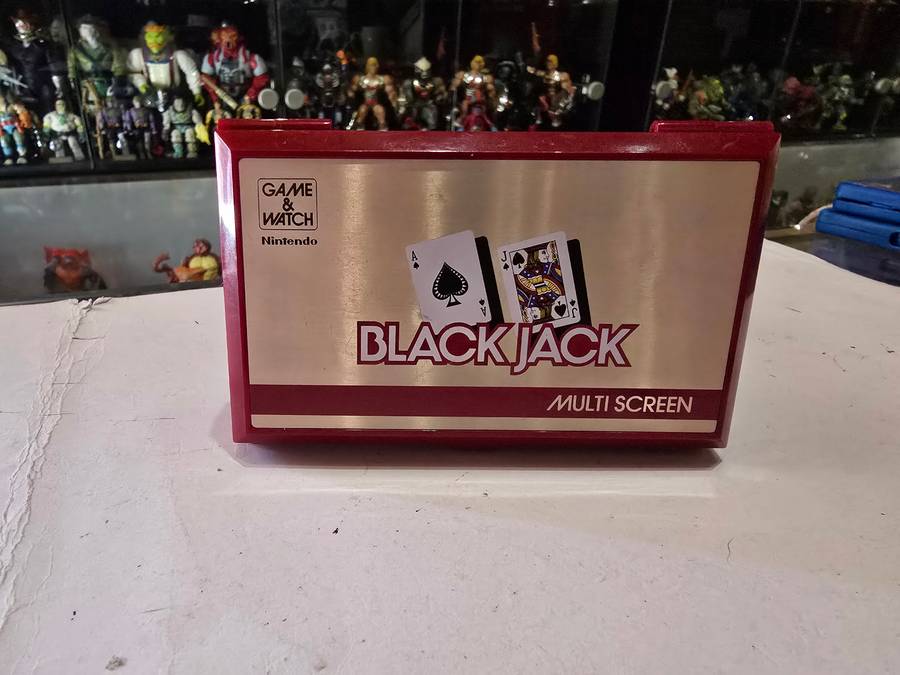 GAME
&
WATCH
Nintendo
A
A
J
J
BLACK JACK
MULTI SCREEN